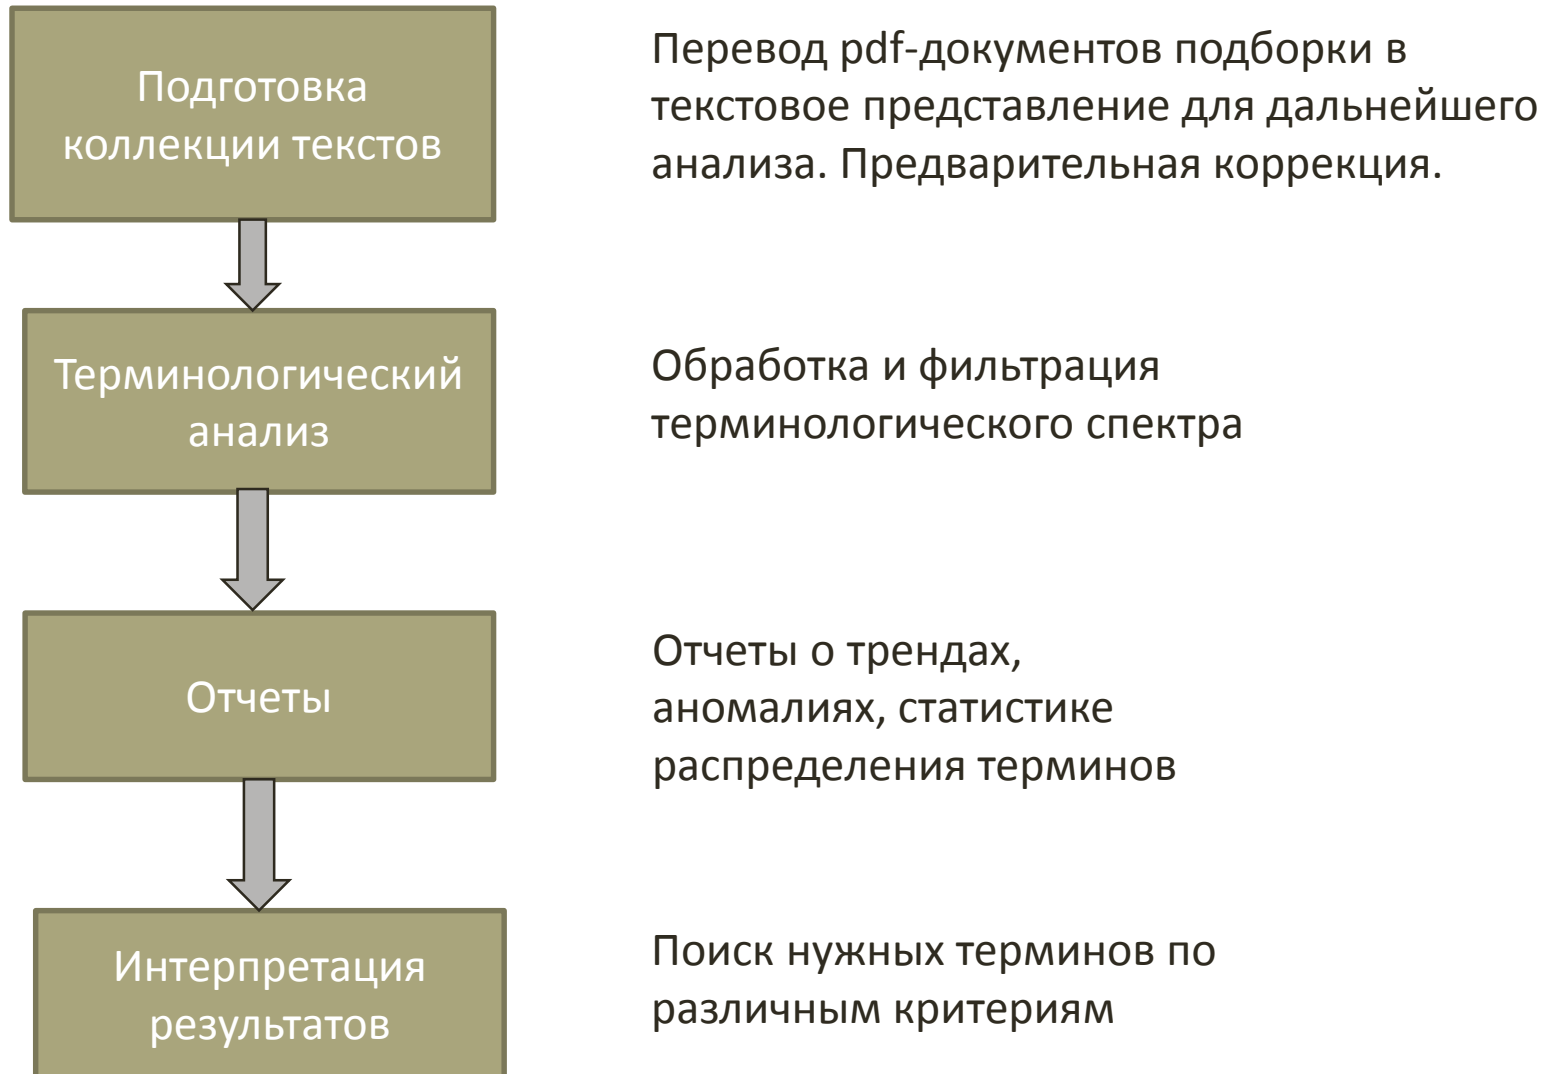 Подготовка
коллекции текстов
Перевод pdf-документов подборки в
текстовое представление для дальнейшего
анализа. Предварительная коррекция.
Терминологический
анализ
Обработка и фильтрация
терминологического спектра
Отчеты
Отчеты о трендах,
аномалиях, статистике
распределения терминов
Интерпретация
результатов
Поиск нужных терминов по
различным критериям